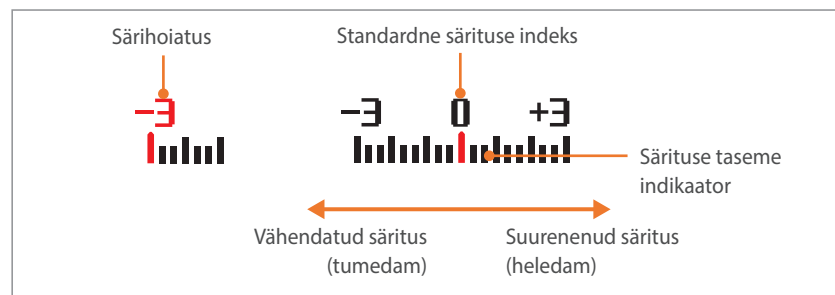 Särihoiatus
Standardne särituse indeks
-3
-3 0 +3
Särituse taseme
indikaator
Vähendatud säritus
(tumedam)
Suurenenud säritus
(heledam)